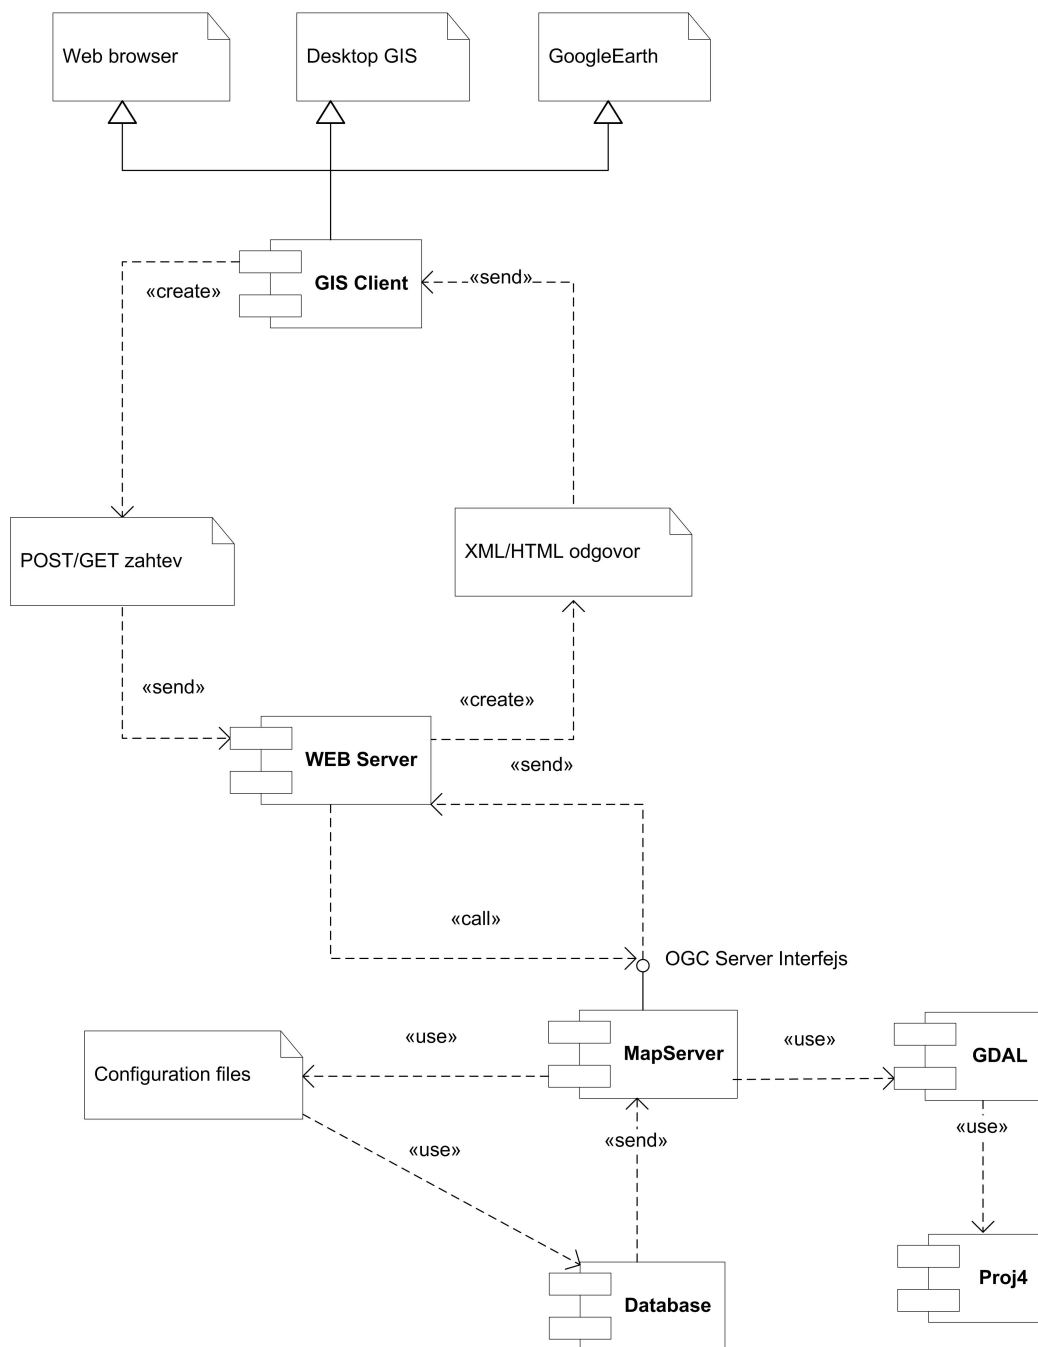 Web browser
Desktop GIS
GoogleEarth
GIS Client
«send»
«create»
POST/GET zahtev
XML/HTML odgovor
«send»
«create»
WEB Server
«send»
«call»
OGC Server Interfejs
«use»
«use»
MapServer
GDAL
Configuration files
«use»
«send»
«use»
Proj4
Database